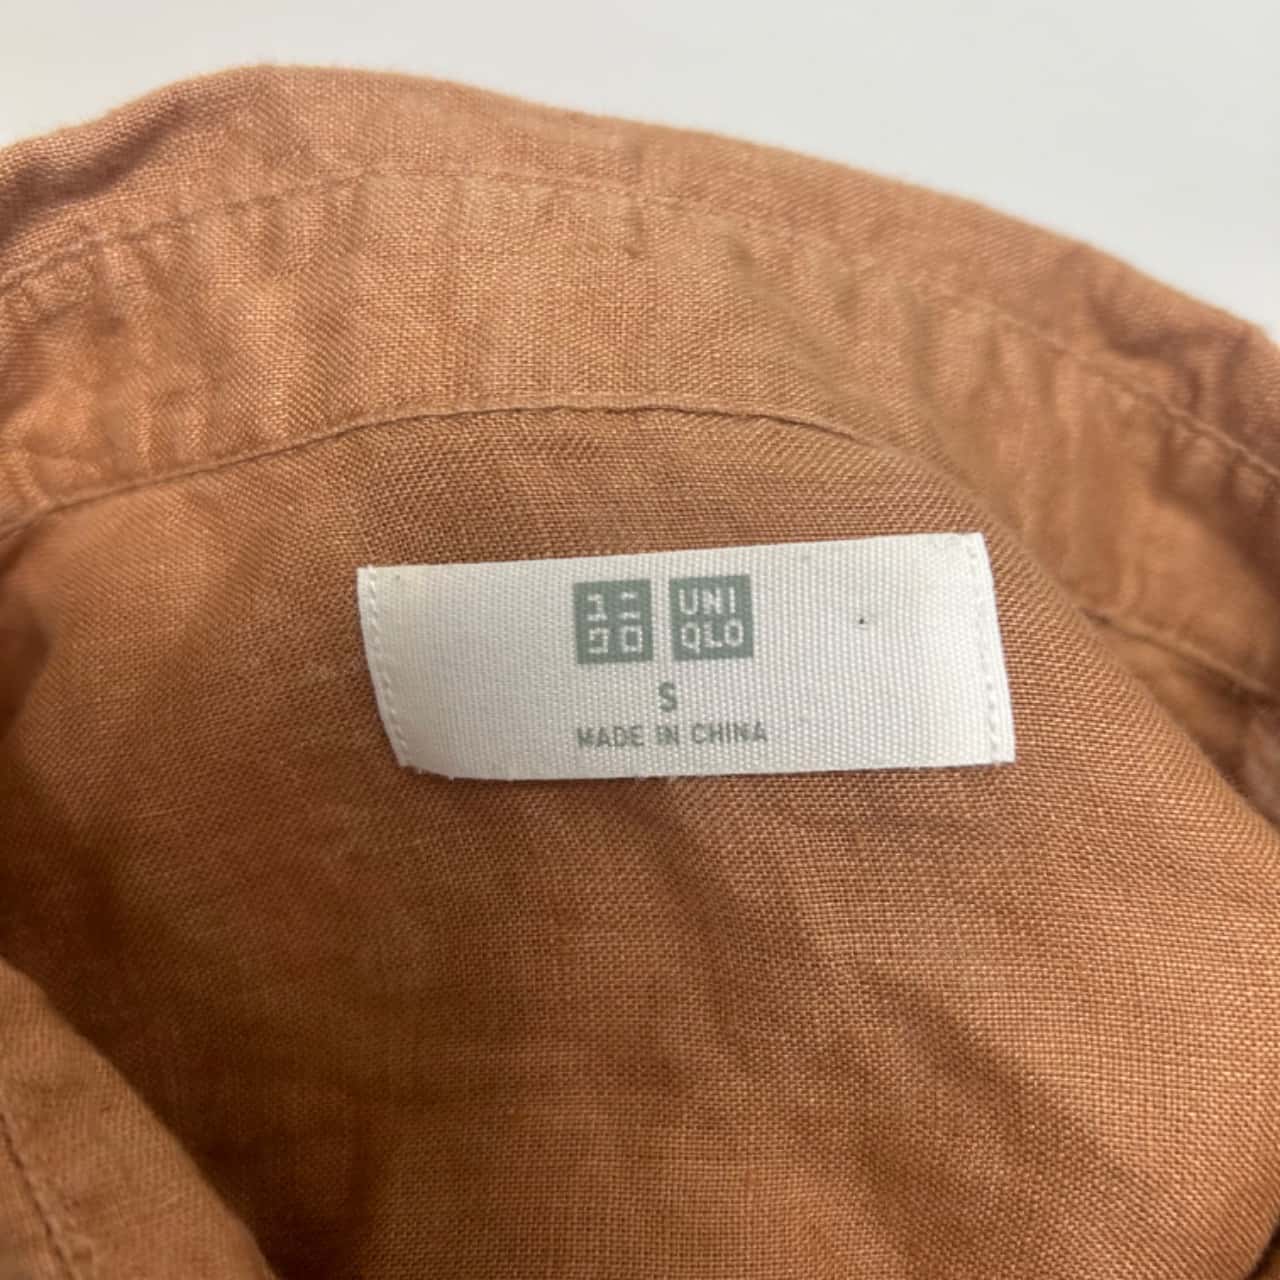 ユニ UNI
クロ QLO
S
MADE IN CHINA